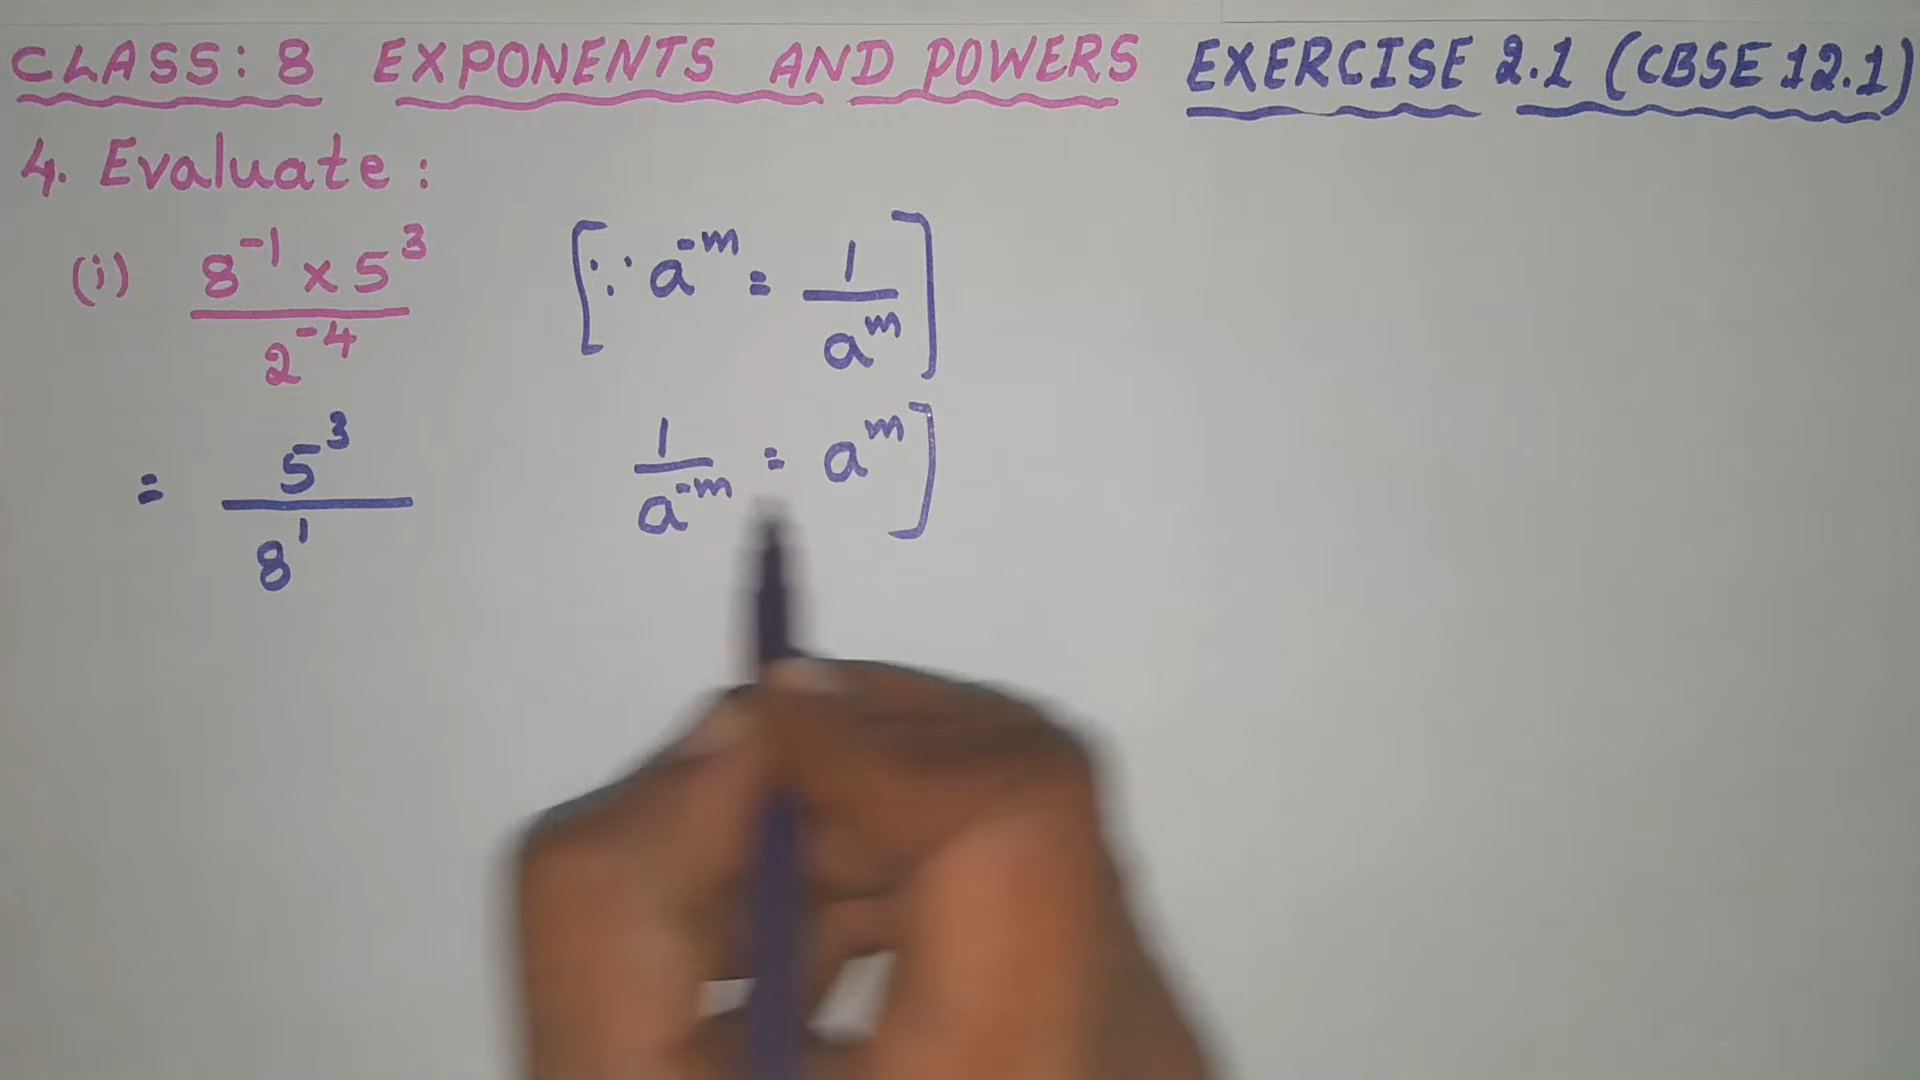 CLASS: 8 EXPONENTS AND POWERS EXERCISE 2.1 (CBSE 12.1)
4. Evaluate :
(i) 8⁻¹ × 5³ / 2⁻⁴ [∵ a⁻ᵐ = 1/aᵐ]
= 5³ / 8¹ 1/a⁻ᵐ = aᵐ]